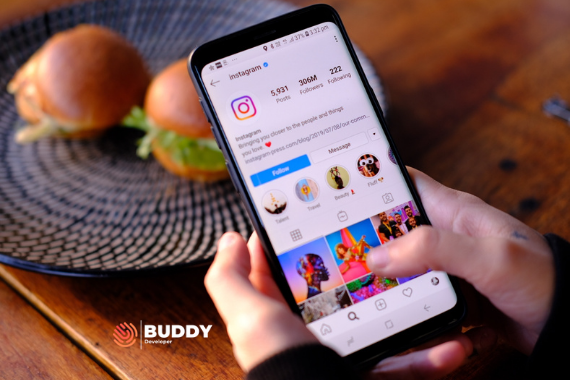 37% 3:32 pm
Instagram
5,931 306M 222
Posts Followers Following
Instagram
Bringing you closer to the people and things
you love.
instagram-press.com/blog/2019/07/08/our-comm...
Follow Message
Talent Travel Beauty Fluff
BUDDY
Developer